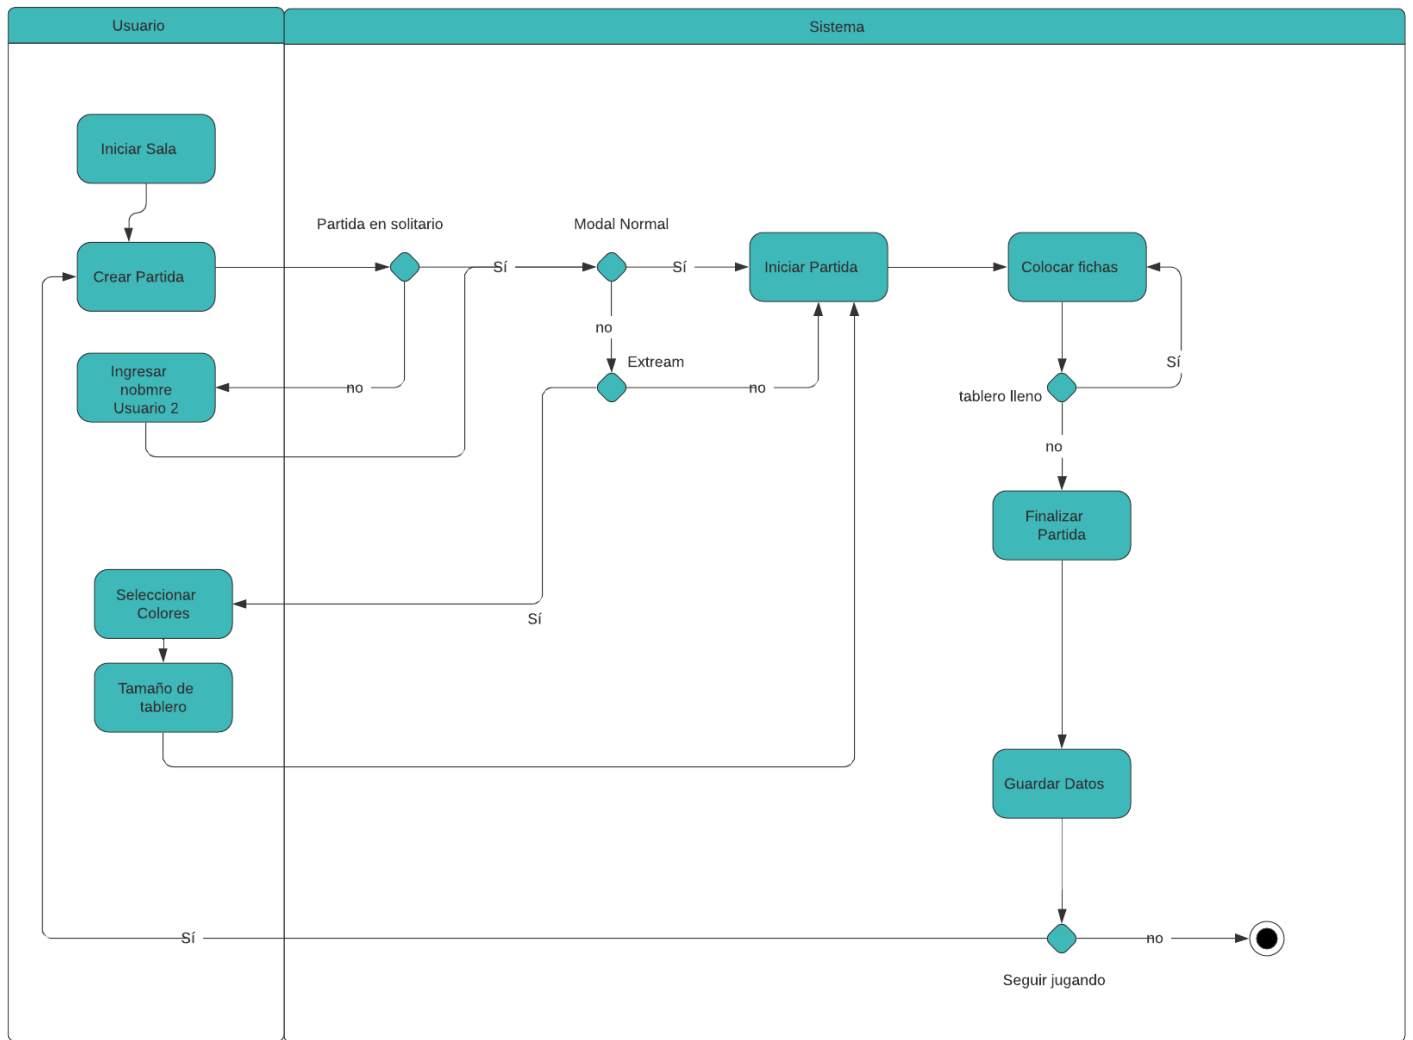 Usuario
Sistema
Iniciar Sala
Partida en solitario
Modal Normal
Crear Partida
Sí
Sí
Iniciar Partida
Colocar fichas
no
Extream
Sí
Ingresar
nobmre
Usuario 2
no
no
tablero lleno
no
Finalizar
Partida
Seleccionar
Colores
Sí
Tamaño de
tablero
Guardar Datos
Sí
no
Seguir jugando